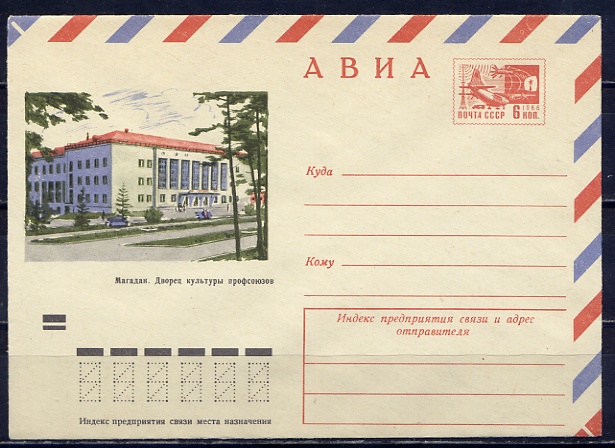 АВИА
1966
ПОЧТА СССР 6 КОП.
Куда
Магадан. Дворец культуры профсоюзов
Кому
Индекс предприятия связи и адрес
отправителя
Индекс предприятия связи места назначения